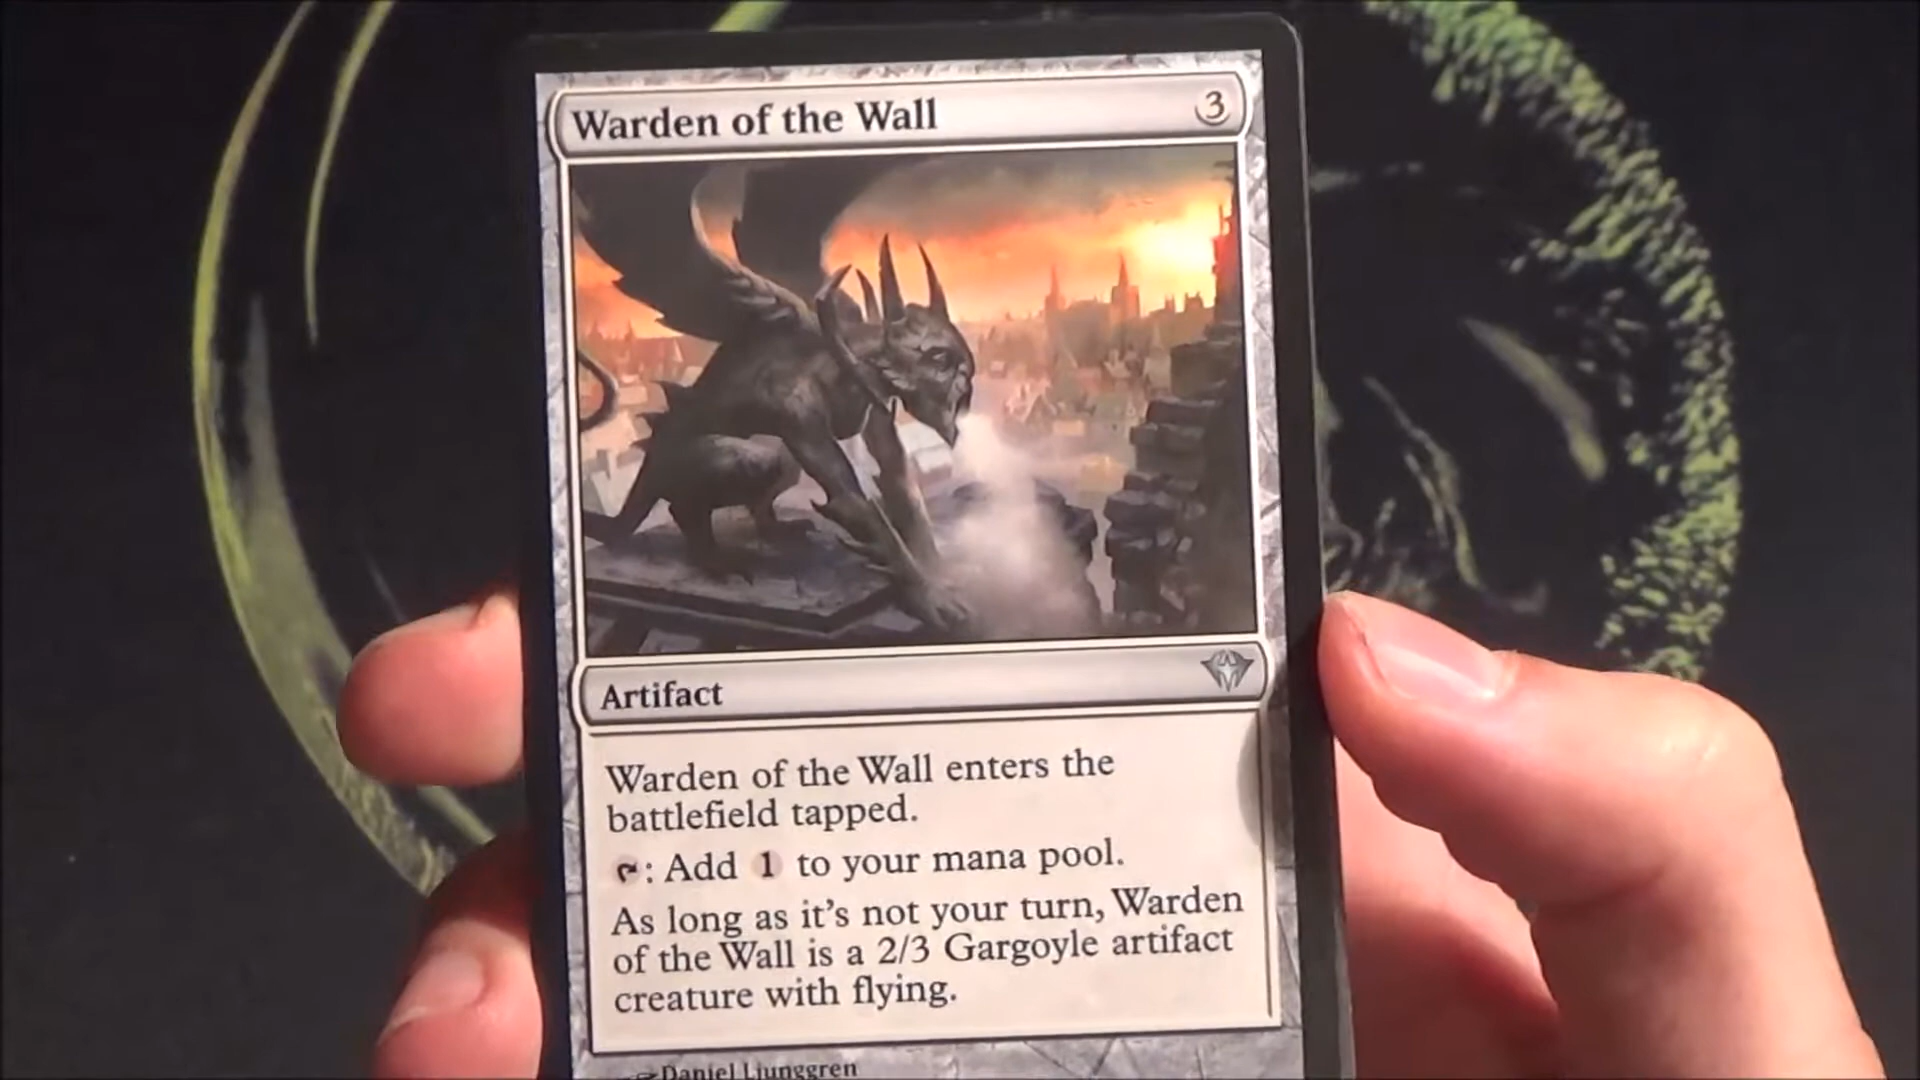 Warden of the Wall 3
Artifact
Warden of the Wall enters the
battlefield tapped.
: Add 1 to your mana pool.
As long as it's not your turn, Warden
of the Wall is a 2/3 Gargoyle artifact
creature with flying.
Daniel Ljunggren